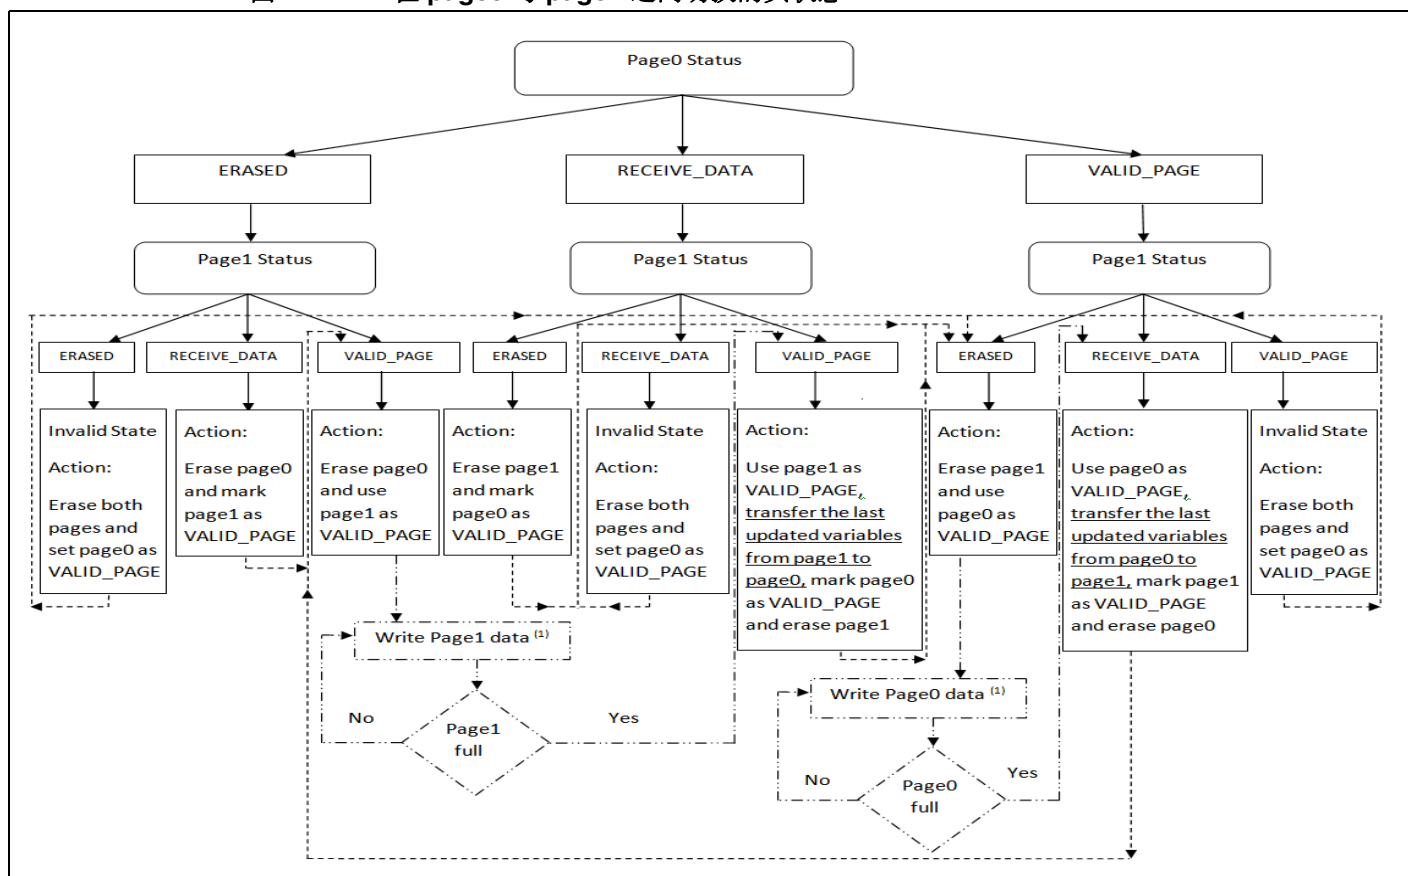 Page0 Status
ERASED
RECEIVE_DATA
VALID_PAGE
Page1 Status
Page1 Status
Page1 Status
ERASED
RECEIVE_DATA
VALID_PAGE
ERASED
RECEIVE_DATA
VALID_PAGE
ERASED
RECEIVE_DATA
VALID_PAGE
Invalid State
Action:
Erase both
pages and
set page0 as
VALID_PAGE
Action:
Erase page0
and mark
page1 as
VALID_PAGE
Action:
Erase page0
and use
page1 as
VALID_PAGE
Action:
Erase page1
and mark
page0 as
VALID_PAGE
Invalid State
Action:
Erase both
pages and
set page0 as
VALID_PAGE
Action:
Use page1 as
VALID_PAGE,
transfer the last
updated variables
from page1 to
page0, mark page0
as VALID_PAGE
and erase page1
Action:
Erase page1
and use
page0 as
VALID_PAGE
Action:
Use page0 as
VALID_PAGE,
transfer the last
updated variables
from page0 to
page1, mark page1
as VALID_PAGE
and erase page0
Invalid State
Action:
Erase both
pages and
set page0 as
VALID_PAGE
Write Page1 data (1)
No
Page1
full
Yes
Write Page0 data (1)
No
Page0
full
Yes